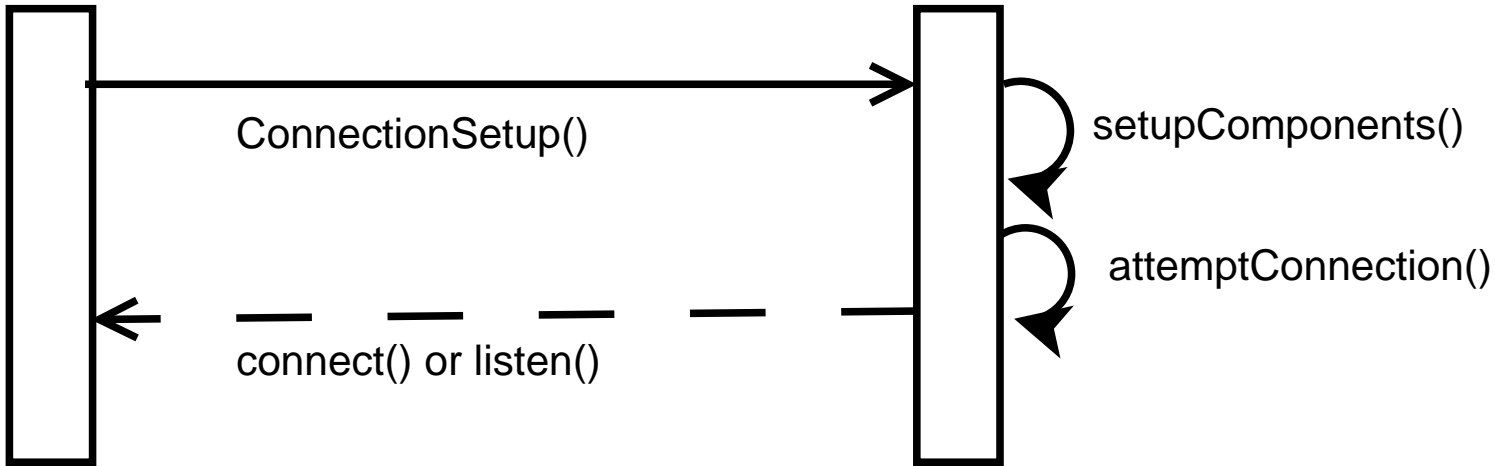 ConnectionSetup()
setupComponents()
attemptConnection()
connect() or listen()